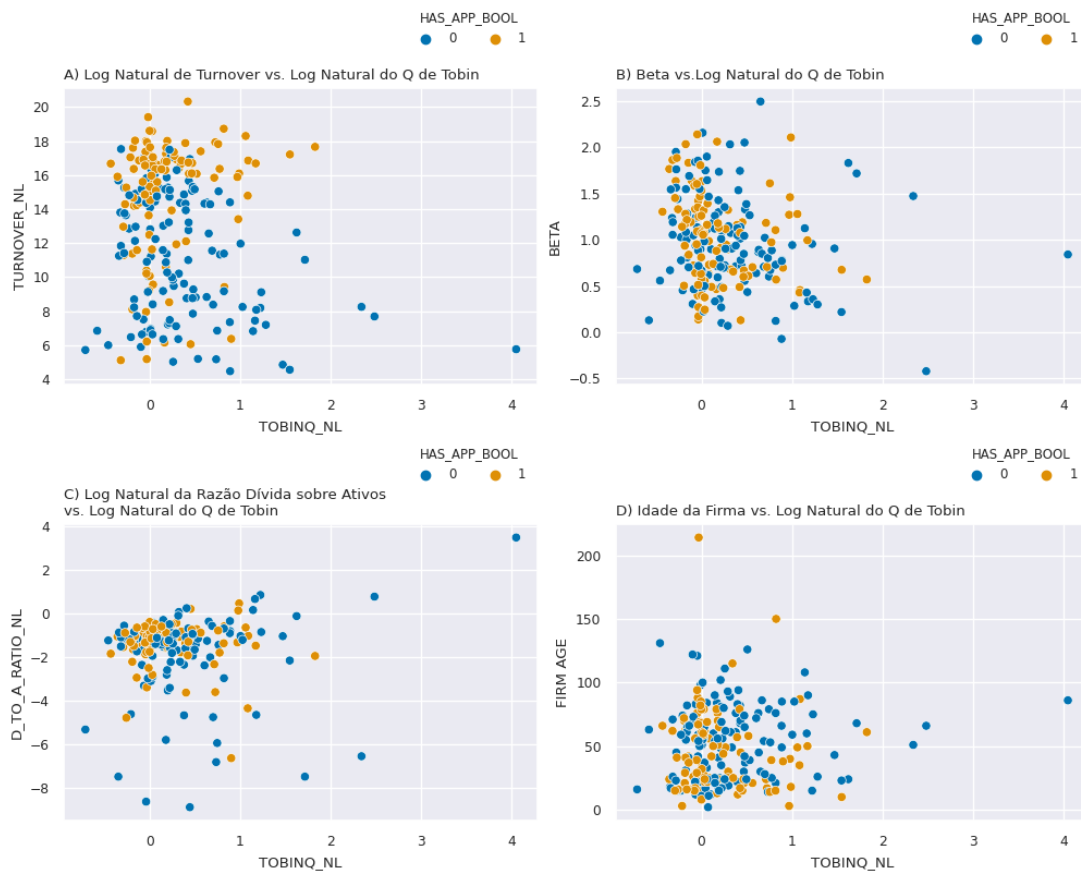 HAS_APP_BOOL
0 1
A) Log Natural de Turnover vs. Log Natural do Q de Tobin
20
18
16
14
12
10
8
6
4
TURNOVER_NL
0 1 2 3 4
TOBINQ_NL
HAS_APP_BOOL
0 1
B) Beta vs.Log Natural do Q de Tobin
2.5
2.0
1.5
1.0
0.5
0.0
−0.5
BETA
0 1 2 3 4
TOBINQ_NL
HAS_APP_BOOL
0 1
C) Log Natural da Razão Dívida sobre Ativos
vs. Log Natural do Q de Tobin
4
2
0
−2
−4
−6
−8
D_TO_A_RATIO_NL
0 1 2 3 4
TOBINQ_NL
HAS_APP_BOOL
0 1
D) Idade da Firma vs. Log Natural do Q de Tobin
200
150
100
50
0
FIRM AGE
0 1 2 3 4
TOBINQ_NL